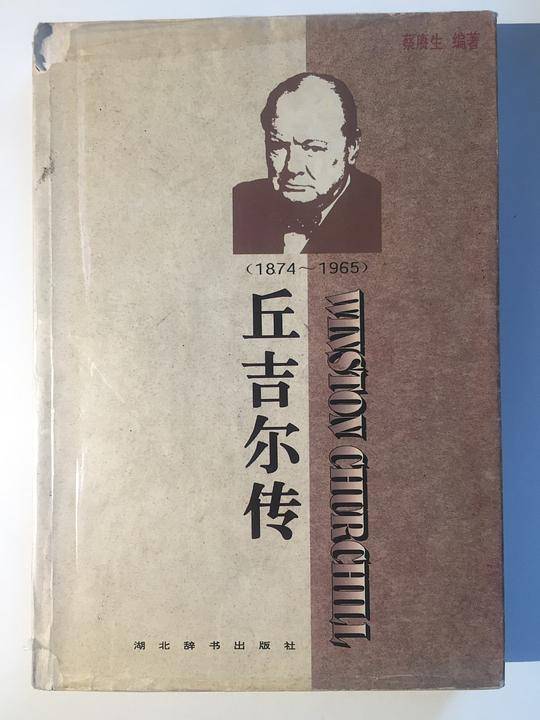 蔡赓生 编著
(1874～1965)
丘吉尔传
WINSTON CHURCHILL
湖北辞书出版社